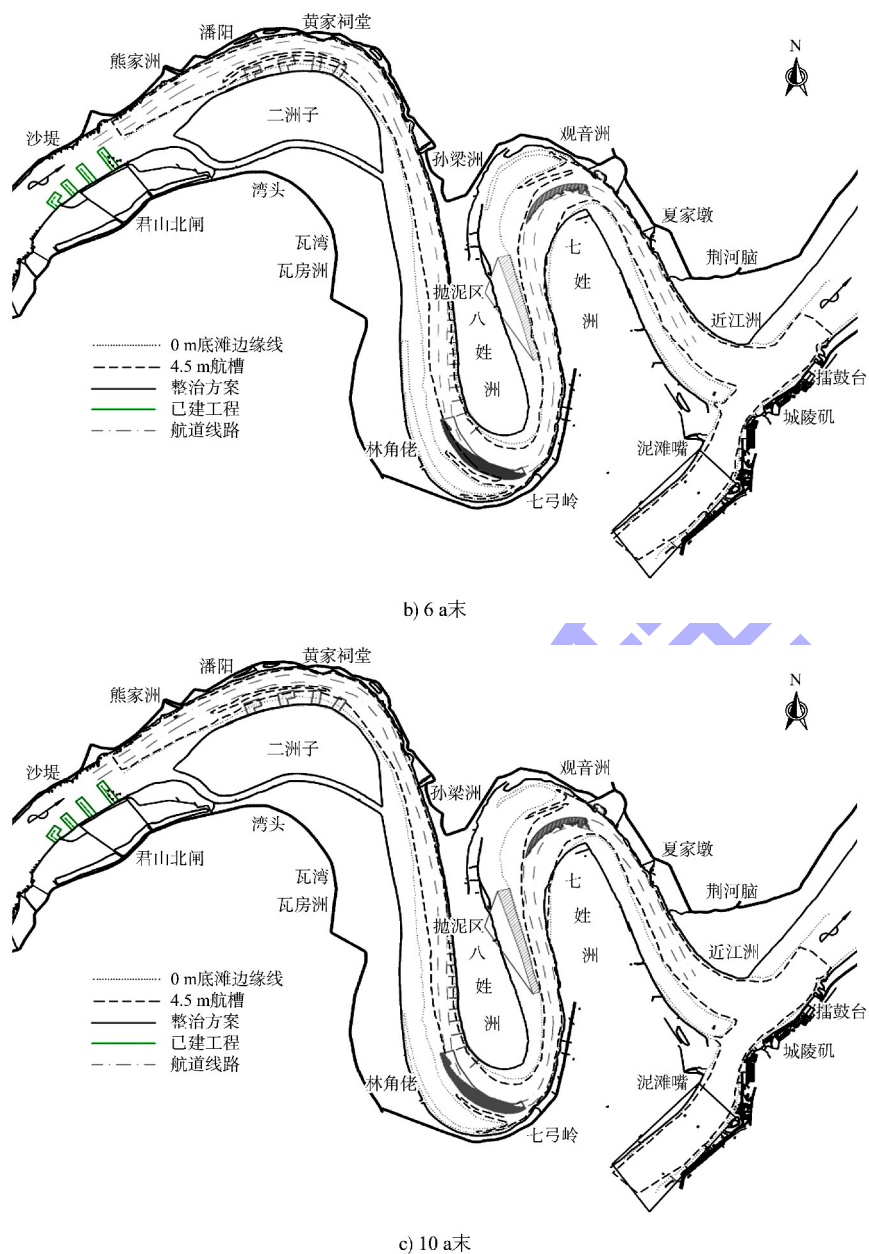 黄家祠堂
潘阳
熊家洲
N
二洲子
观音洲
沙堤
孙梁洲
湾头
夏家墩
君山北闸
瓦湾
七
荆河脑
瓦房洲
姓
抛泥区
洲
八
近江洲
0 m底滩边缘线
姓
4.5 m航槽
擂鼓台
整治方案
洲
城陵矶
已建工程
航道线路
林角佬
泥滩嘴
七弓岭
b) 6 a末
黄家祠堂
潘阳
熊家洲
N
二洲子
观音洲
沙堤
孙梁洲
湾头
夏家墩
君山北闸
瓦湾
七
荆河脑
瓦房洲
姓
抛泥区
洲
八
近江洲
0 m底滩边缘线
姓
4.5 m航槽
擂鼓台
整治方案
洲
城陵矶
已建工程
航道线路
林角佬
泥滩嘴
七弓岭
c) 10 a末